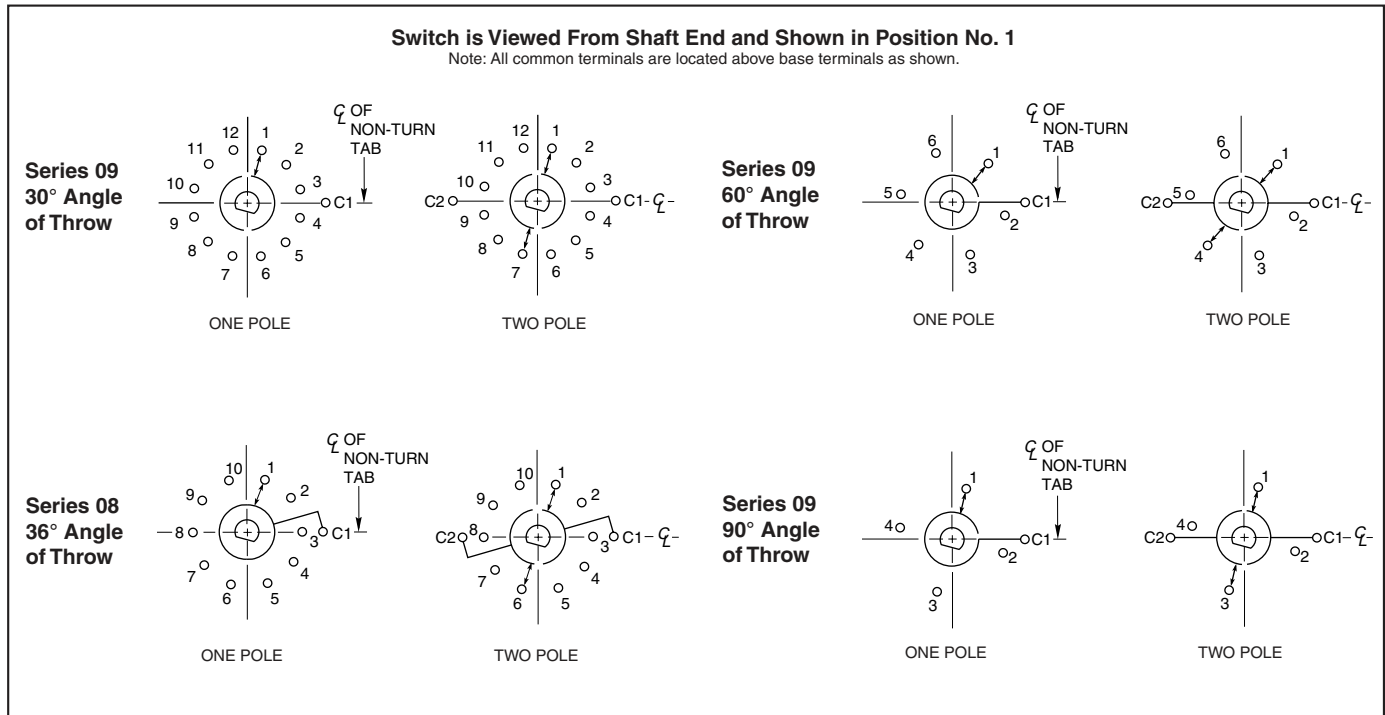 Switch is Viewed From Shaft End and Shown in Position No. 1
Note: All common terminals are located above base terminals as shown.
Series 09
30° Angle
of Throw
℄ OF
NON-TURN
TAB
12 1
11 2
10 3
C1
9 4
8 5
7 6
ONE POLE
12 1
11 2
10 3
C2 C1-℄-
9 4
8 5
7 6
TWO POLE
Series 09
60° Angle
of Throw
℄ OF
NON-TURN
TAB
6 1
5 C1
2
4 3
ONE POLE
6 1
C2 5 C1-℄-
2
4 3
TWO POLE
Series 08
36° Angle
of Throw
℄ OF
NON-TURN
TAB
10 1
9 2
8 3 C1
7 4
6 5
ONE POLE
10 1
9 2
C2 8 3 C1-℄-
7 4
6 5
TWO POLE
Series 09
90° Angle
of Throw
℄ OF
NON-TURN
TAB
1
4 C1
2
3
ONE POLE
1
4
C2 C1-℄-
2
3
TWO POLE